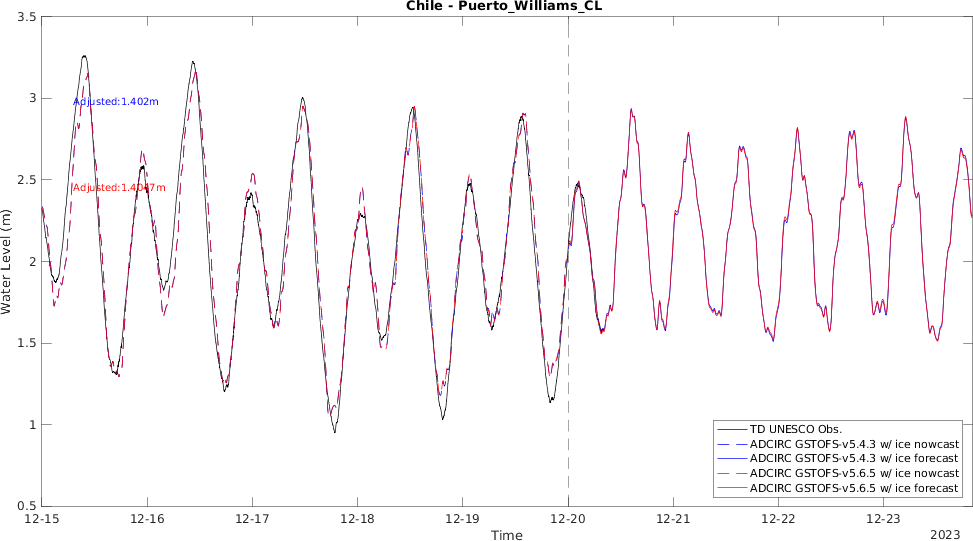 Chile - Puerto_Williams_CL
3.5
3
2.5
2
1.5
1
0.5
Water Level (m)
Adjusted:1.402m
Adjusted:1.4047m
TD UNESCO Obs.
ADCIRC GSTOFS-v5.4.3 w/ ice nowcast
ADCIRC GSTOFS-v5.4.3 w/ ice forecast
ADCIRC GSTOFS-v5.6.5 w/ ice nowcast
ADCIRC GSTOFS-v5.6.5 w/ ice forecast
12-15 12-16 12-17 12-18 12-19 12-20 12-21 12-22 12-23
Time
2023